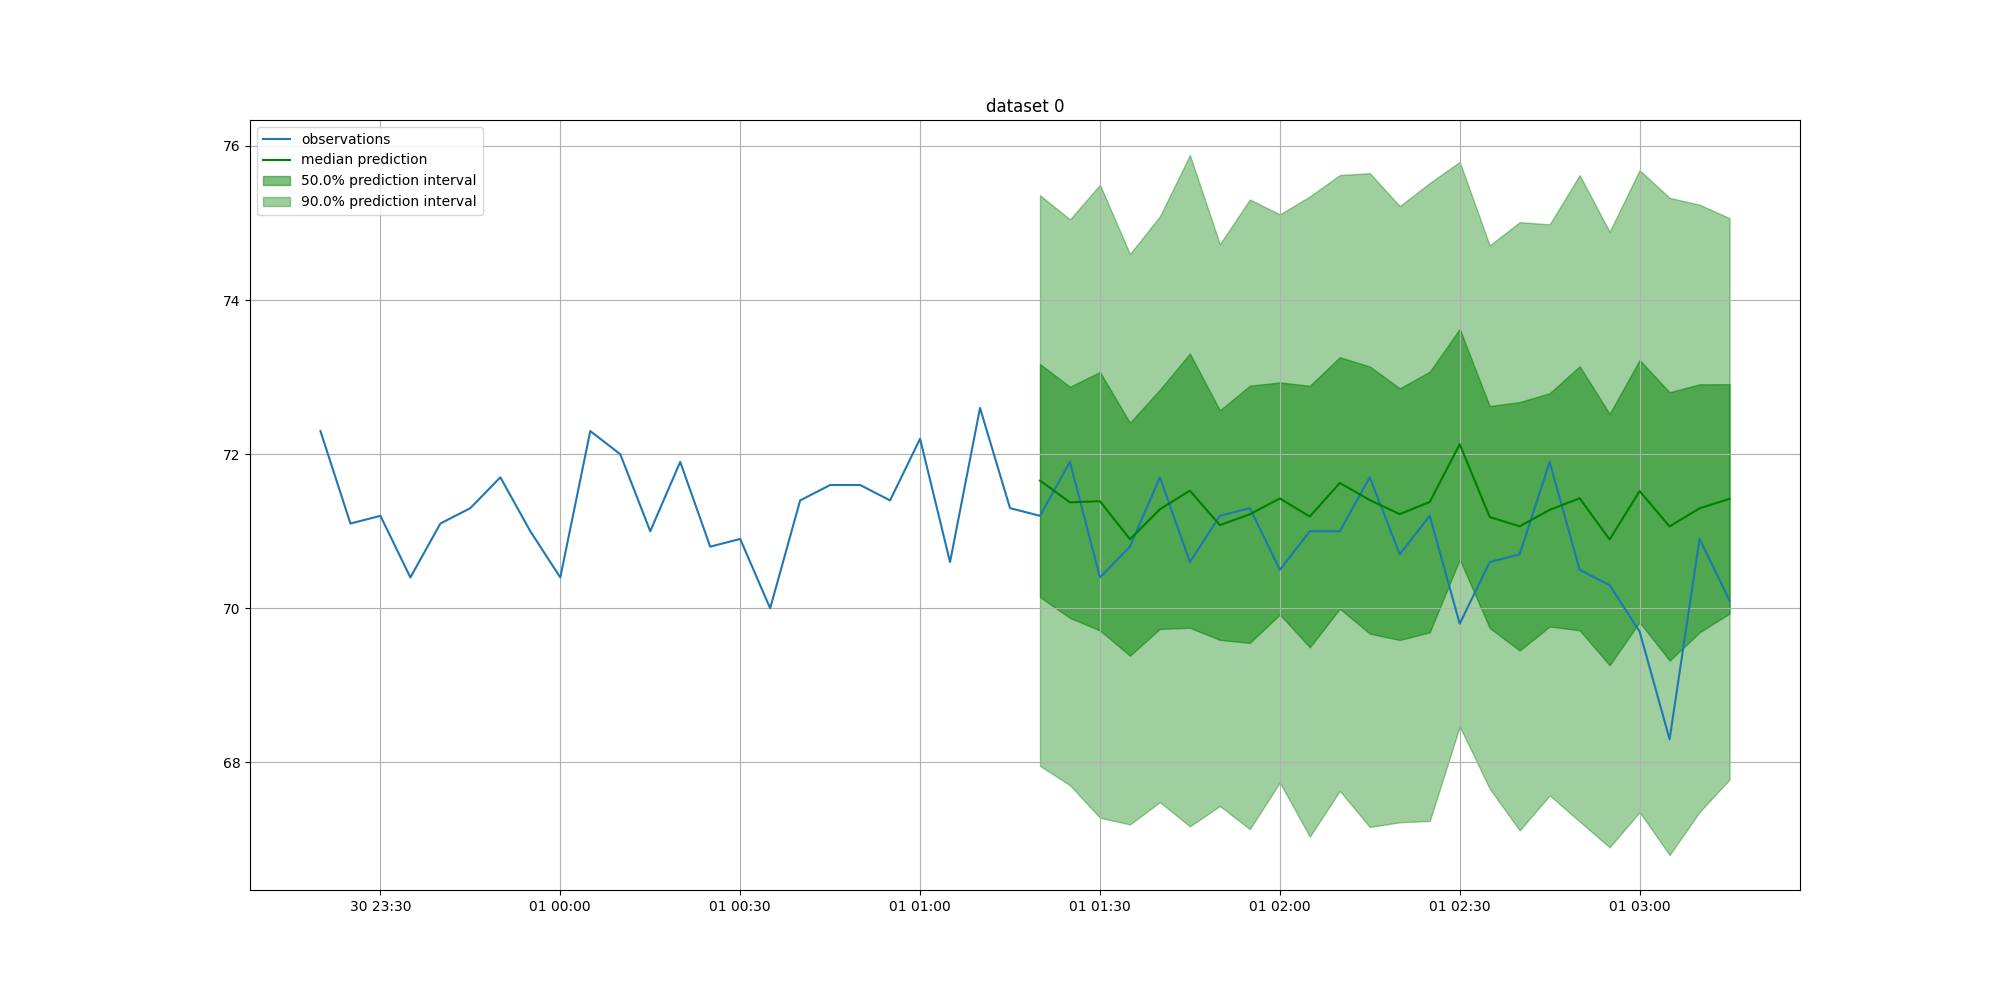 dataset 0
observations
median prediction
50.0% prediction interval
90.0% prediction interval
76
74
72
70
68
30 23:30
01 00:00
01 00:30
01 01:00
01 01:30
01 02:00
01 02:30
01 03:00